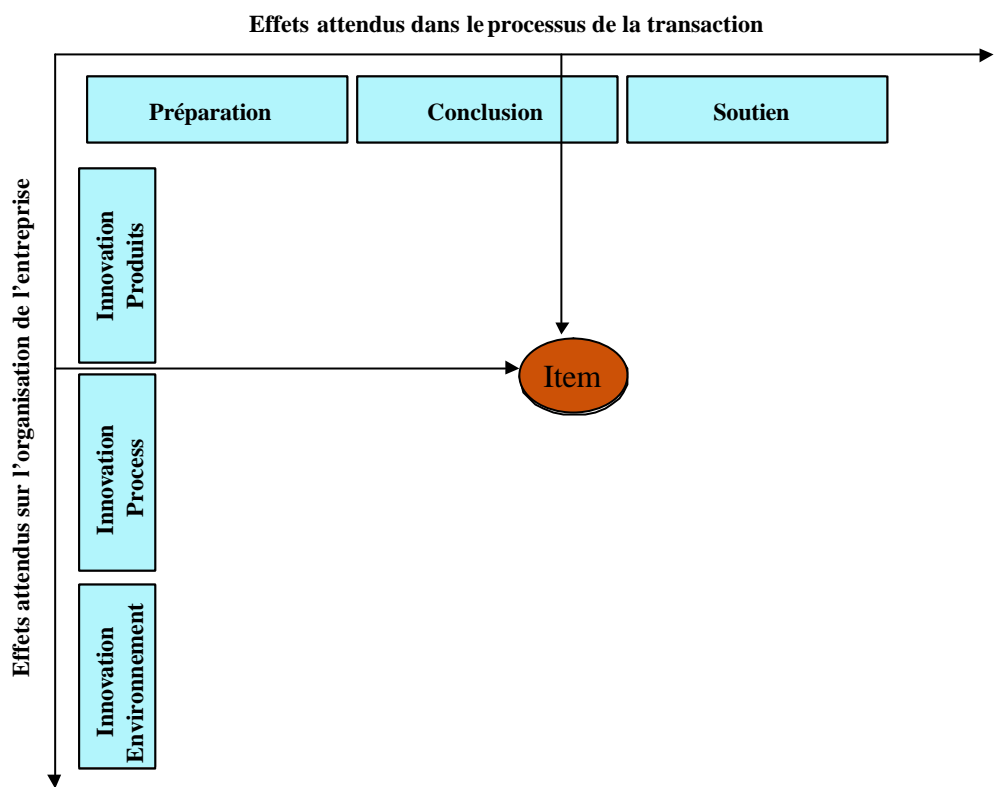 Effets attendus dans le processus de la transaction
Préparation
Conclusion
Soutien
Effets attendus sur l’organisation de l’entreprise
Innovation
Produits
Item
Innovation
Process
Innovation
Environnement